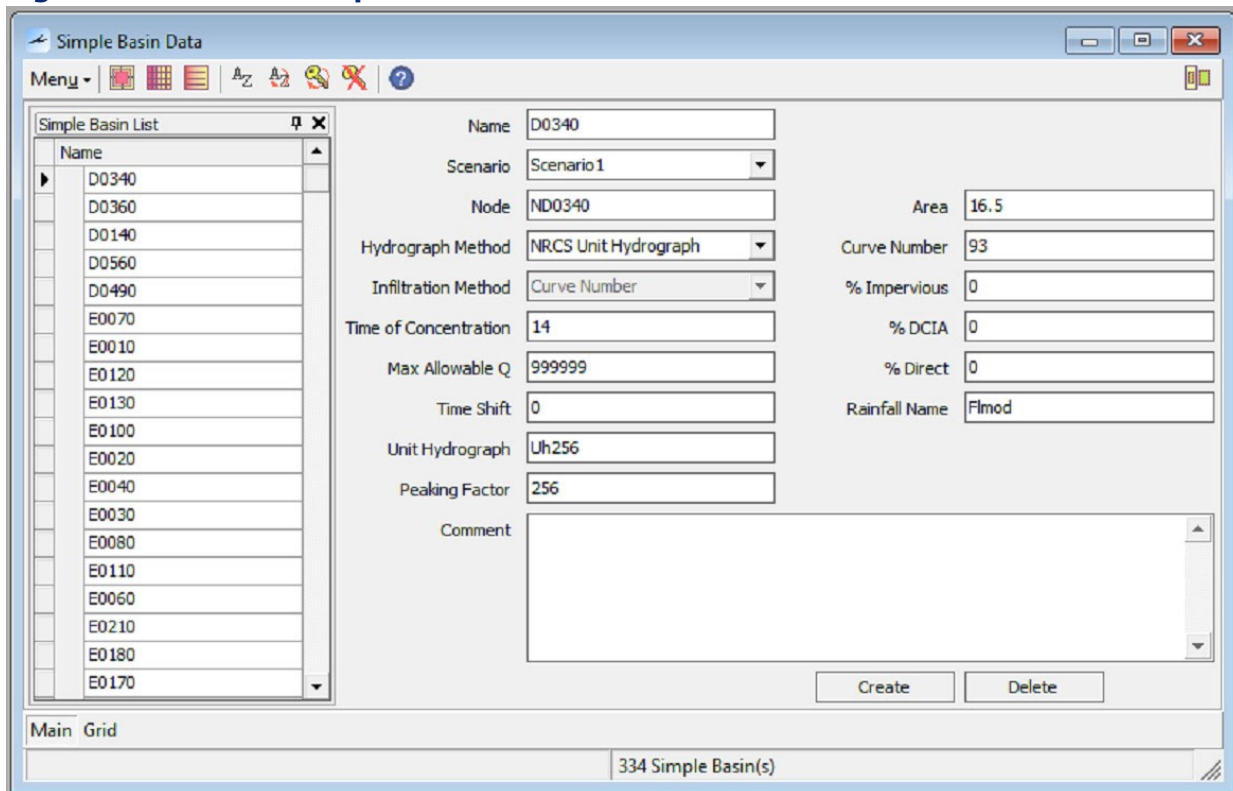 Simple Basin Data
Menu
Simple Basin List
Name
D0340
D0360
D0140
D0560
D0490
E0070
E0010
E0120
E0130
E0100
E0020
E0040
E0030
E0080
E0110
E0060
E0210
E0180
E0170
Name D0340
Scenario Scenario1
Node ND0340
Hydrograph Method NRCS Unit Hydrograph
Infiltration Method Curve Number
Time of Concentration 14
Max Allowable Q 999999
Time Shift 0
Unit Hydrograph Uh256
Peaking Factor 256
Comment
Area 16.5
Curve Number 93
% Impervious 0
% DCIA 0
% Direct 0
Rainfall Name Flmod
Create Delete
Main Grid
334 Simple Basin(s)